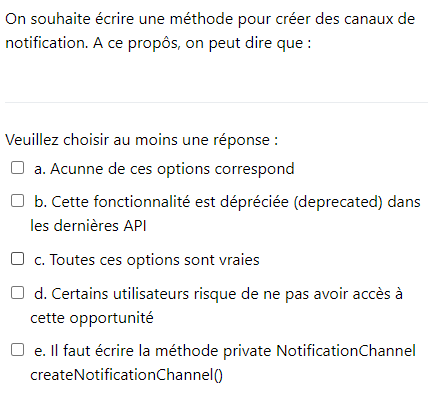 On souhaite écrire une méthode pour créer des canaux de
notification. A ce propôs, on peut dire que :
Veuillez choisir au moins une réponse :
a. Acunne de ces options correspond
b. Cette fonctionnalité est dépréciée (deprecated) dans
les dernières API
c. Toutes ces options sont vraies
d. Certains utilisateurs risque de ne pas avoir accès à
cette opportunité
e. Il faut écrire la méthode private NotificationChannel
createNotificationChannel()